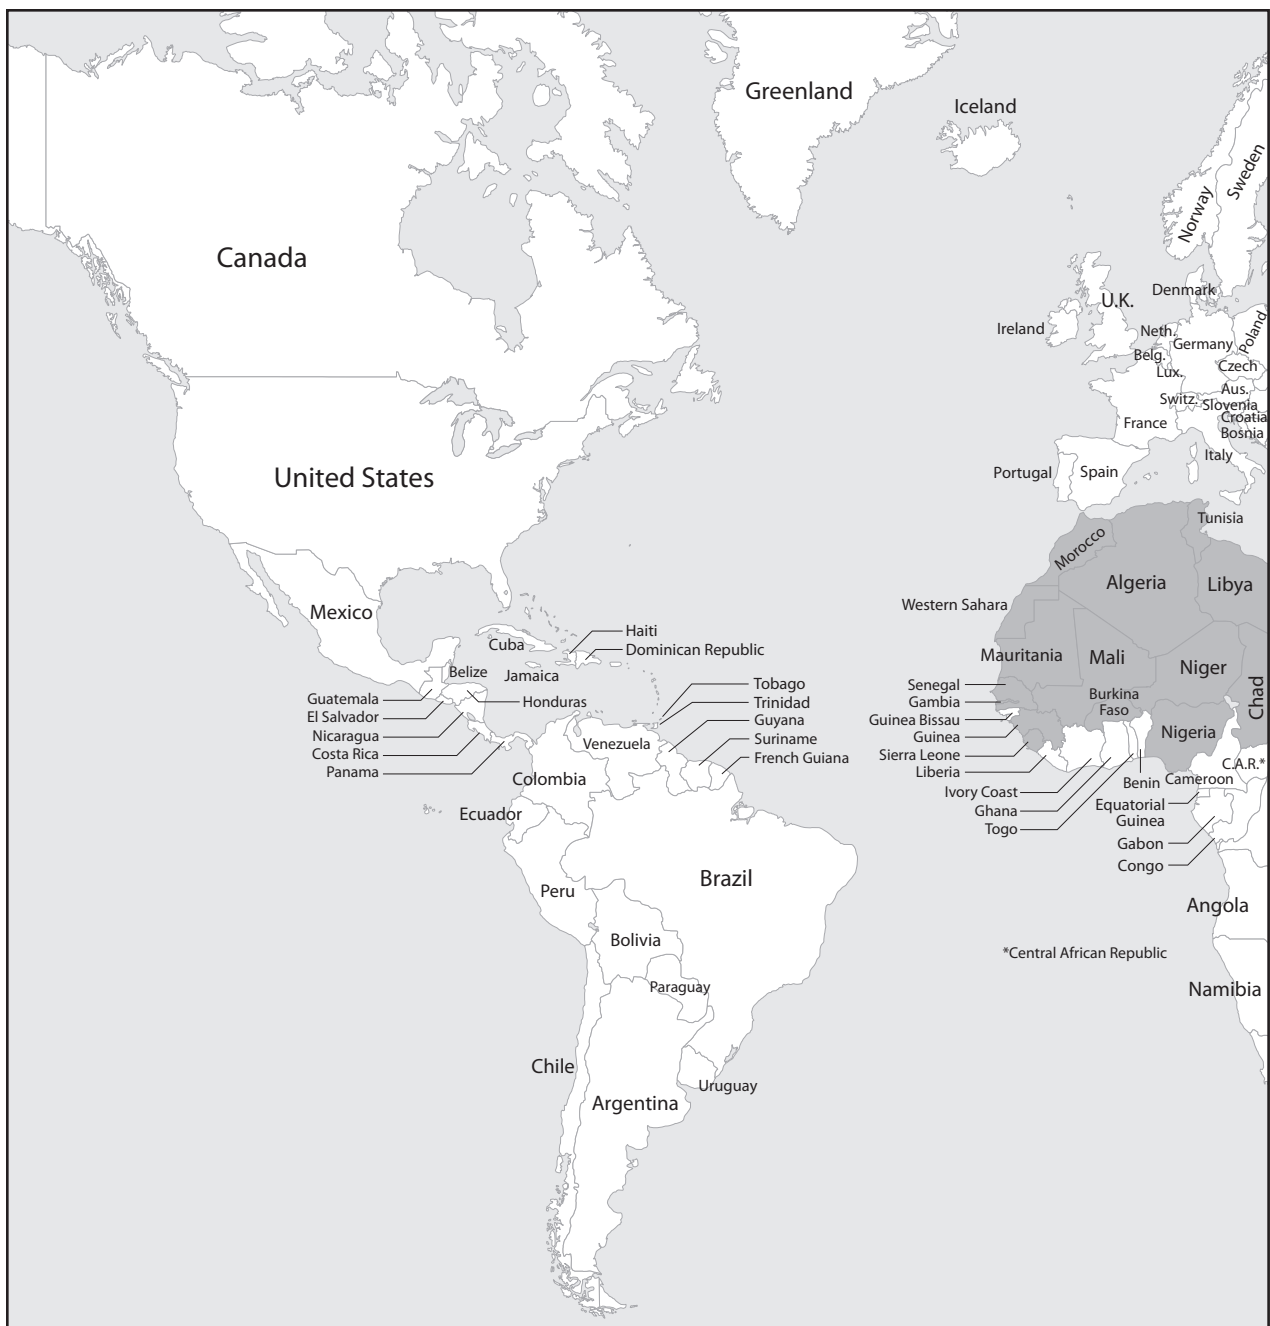 Greenland
Iceland
Sweden
Norway
Canada
Denmark
U.K.
Ireland
Neth.
Poland
Germany
Belg.
Czech
Lux.
Aus.
Switz.
Slovenia
Croatia
France
Bosnia
Italy
United States
Portugal
Spain
Tunisia
Morocco
Algeria
Libya
Mexico
Western Sahara
Haiti
Cuba
Dominican Republic
Mauritania
Mali
Niger
Chad
Belize
Jamaica
Tobago
Senegal
Guatemala
Honduras
Trinidad
Gambia
Burkina
Faso
El Salvador
Guyana
Guinea Bissau
Nicaragua
Venezuela
Suriname
Guinea
Nigeria
Costa Rica
French Guiana
Sierra Leone
Panama
Colombia
Liberia
C.A.R.*
Benin
Cameroon
Ivory Coast
Ecuador
Ghana
Equatorial
Guinea
Togo
Gabon
Congo
Brazil
Peru
Angola
Bolivia
*Central African Republic
Paraguay
Namibia
Chile
Uruguay
Argentina